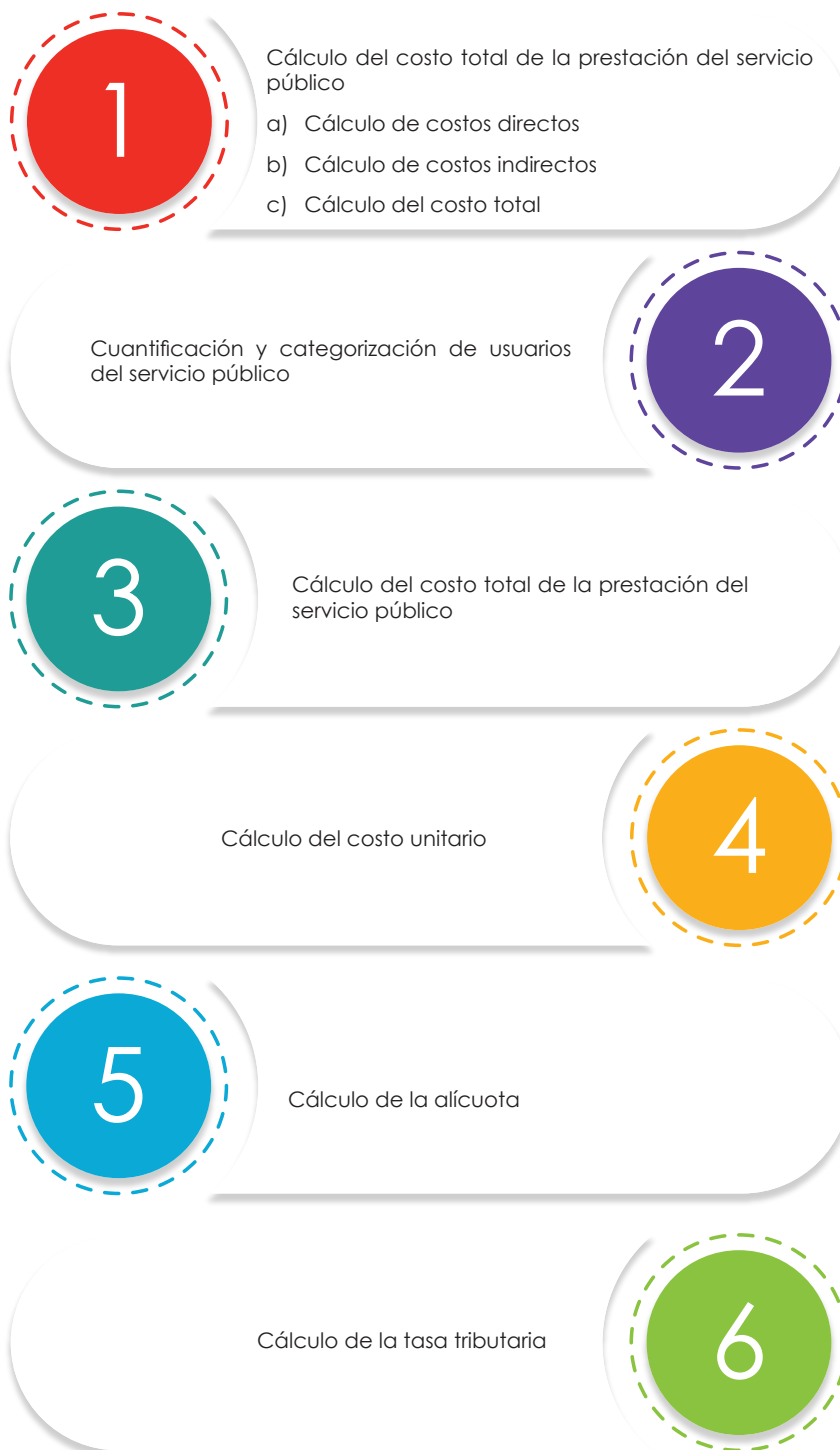 1
Cálculo del costo total de la prestación del servicio
público
a) Cálculo de costos directos
b) Cálculo de costos indirectos
c) Cálculo del costo total
Cuantificación y categorización de usuarios
del servicio público
2
3
Cálculo del costo total de la prestación del
servicio público
Cálculo del costo unitario
4
5
Cálculo de la alícuota
Cálculo de la tasa tributaria
6